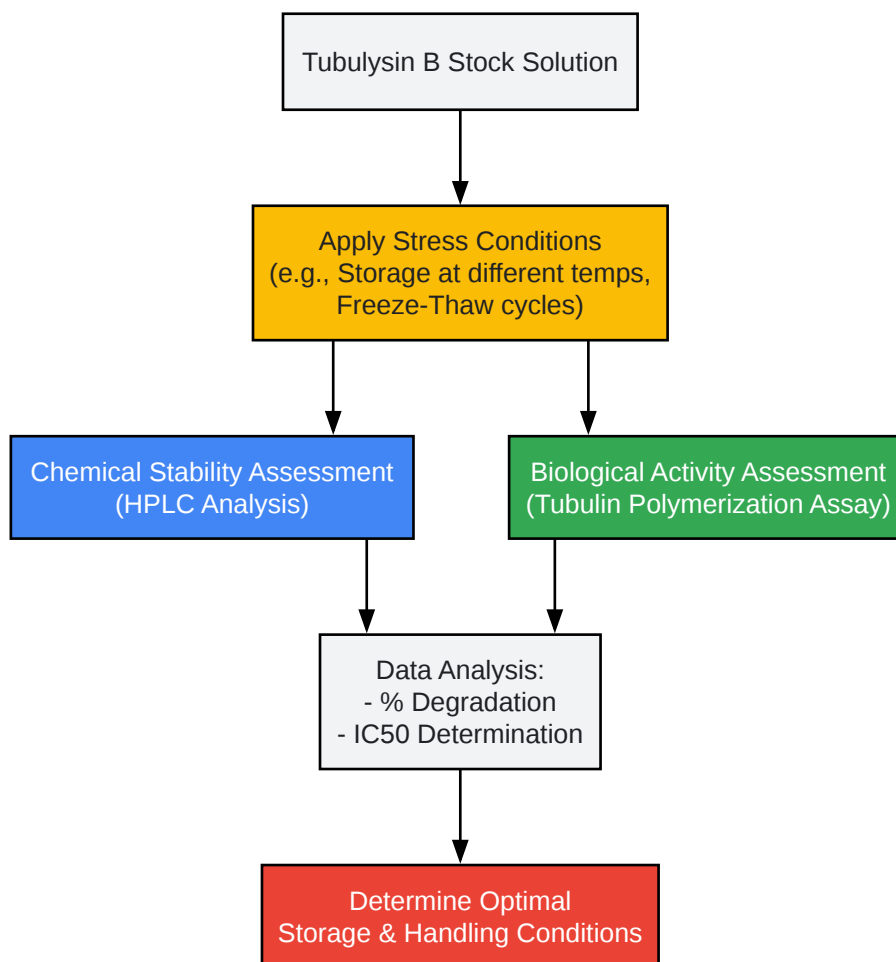 Tubulysin B Stock Solution
Apply Stress Conditions
(e.g., Storage at different temps,
Freeze-Thaw cycles)
Chemical Stability Assessment
(HPLC Analysis)
Biological Activity Assessment
(Tubulin Polymerization Assay)
Data Analysis:
- % Degradation
- IC50 Determination
Determine Optimal
Storage & Handling Conditions